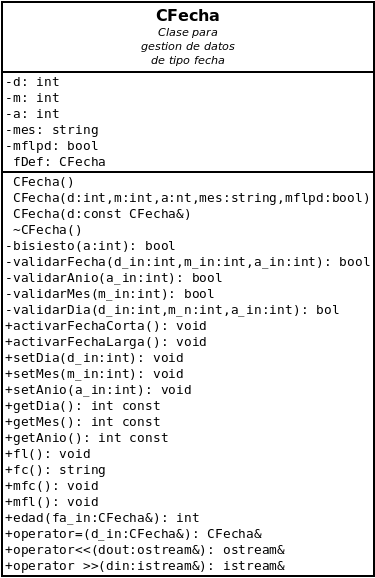 CFecha
Clase para
gestion de datos
de tipo fecha
-d: int
-m: int
-a: int
-mes: string
-mflpd: bool
fDef: CFecha
CFecha()
CFecha(d:int,m:int,a:nt,mes:string,mflpd:bool)
CFecha(d:const CFecha&)
~CFecha()
-bisiesto(a:int): bool
-validarFecha(d_in:int,m_in:int,a_in:int): bool
-validarAnio(a_in:int): bool
-validarMes(m_in:int): bool
-validarDia(d_in:int,m_n:int,a_in:int): bol
+activarFechaCorta(): void
+activarFechaLarga(): void
+setDia(d_in:int): void
+setMes(m_in:int): void
+setAnio(a_in:int): void
+getDia(): int const
+getMes(): int const
+getAnio(): int const
+fl(): void
+fc(): string
+mfc(): void
+mfl(): void
+edad(fa_in:CFecha&): int
+operator=(d_in:CFecha&): CFecha&
+operator<<(dout:ostream&): ostream&
+operator >>(din:istream&): istream&